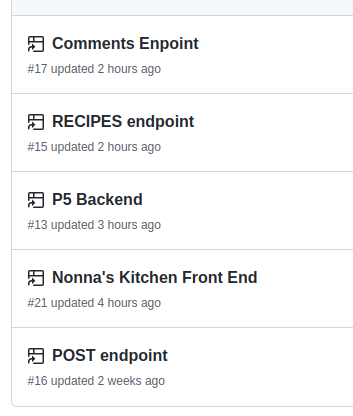 Comments Enpoint
#17 updated 2 hours ago
RECIPES endpoint
#15 updated 2 hours ago
P5 Backend
#13 updated 3 hours ago
Nonna's Kitchen Front End
#21 updated 4 hours ago
POST endpoint
#16 updated 2 weeks ago